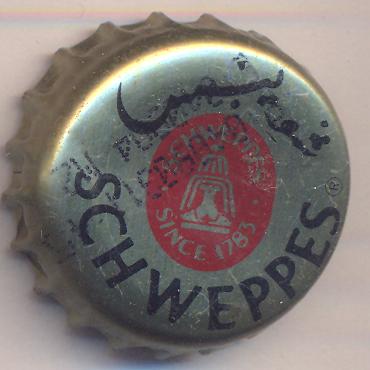 شويبس
SCHWEPPES
SINCE 1783
SCHWEPPES®